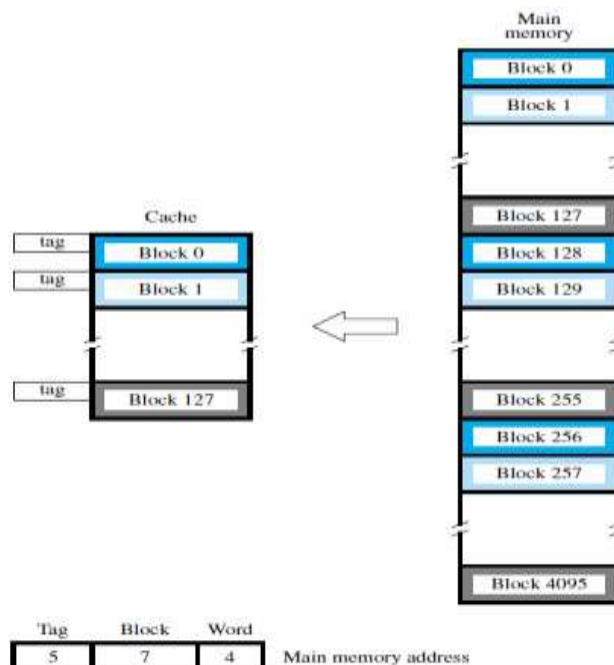 Main
memory
Block 0
Block 1
Block 127
Cache
tag
Block 0
Block 128
tag
Block 1
Block 129
tag
Block 127
Block 255
Block 256
Block 257
Block 4095
Tag Block Word
5 7 4 Main memory address